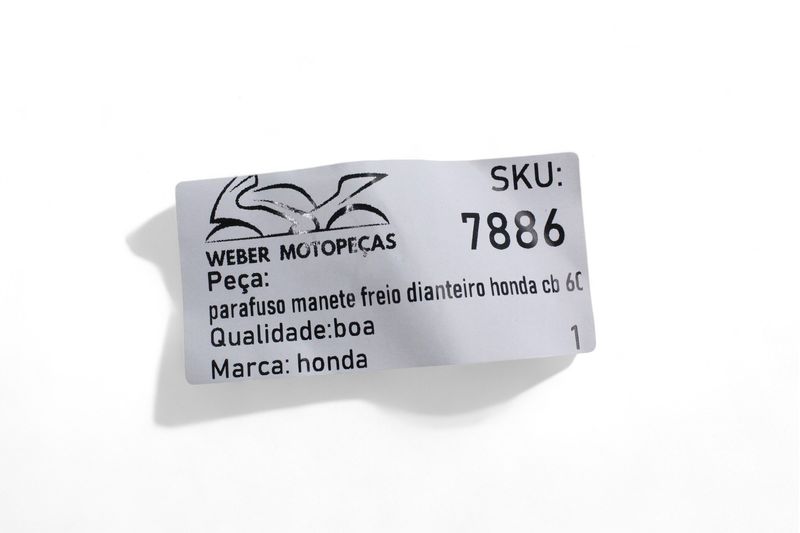 SKU:
7886
WEBER MOTOPEÇAS
Peça:
parafuso manete freio dianteiro honda cb
Qualidade:boa
1
Marca: honda